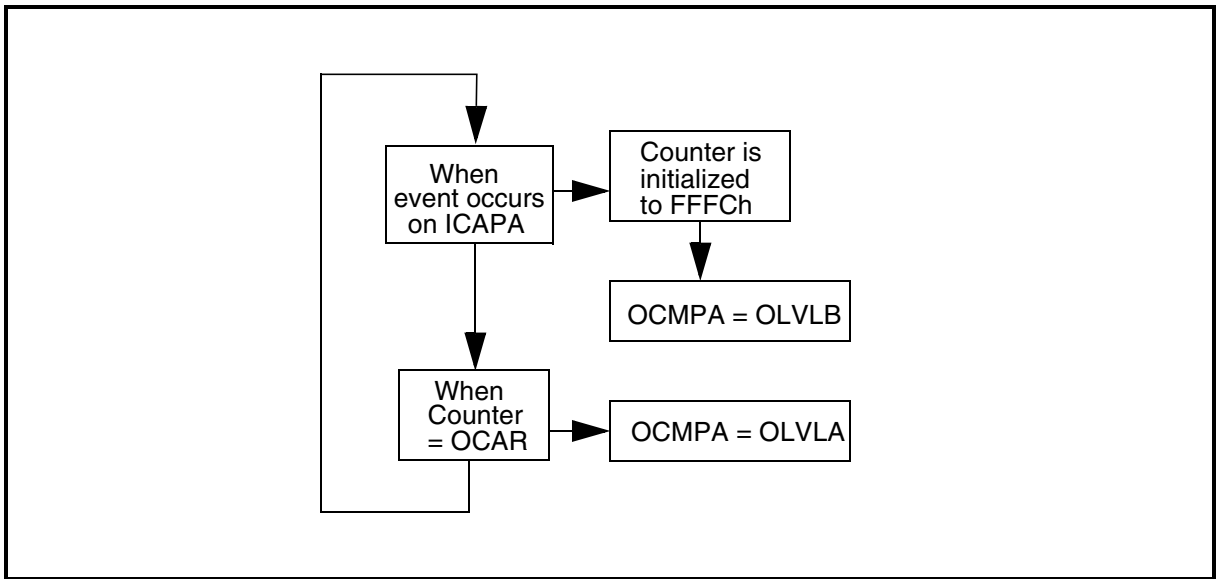 When
event occurs
on ICAPA
Counter is
initialized
to FFFCh
OCMPA = OLVLB
When
Counter
= OCAR
OCMPA = OLVLA